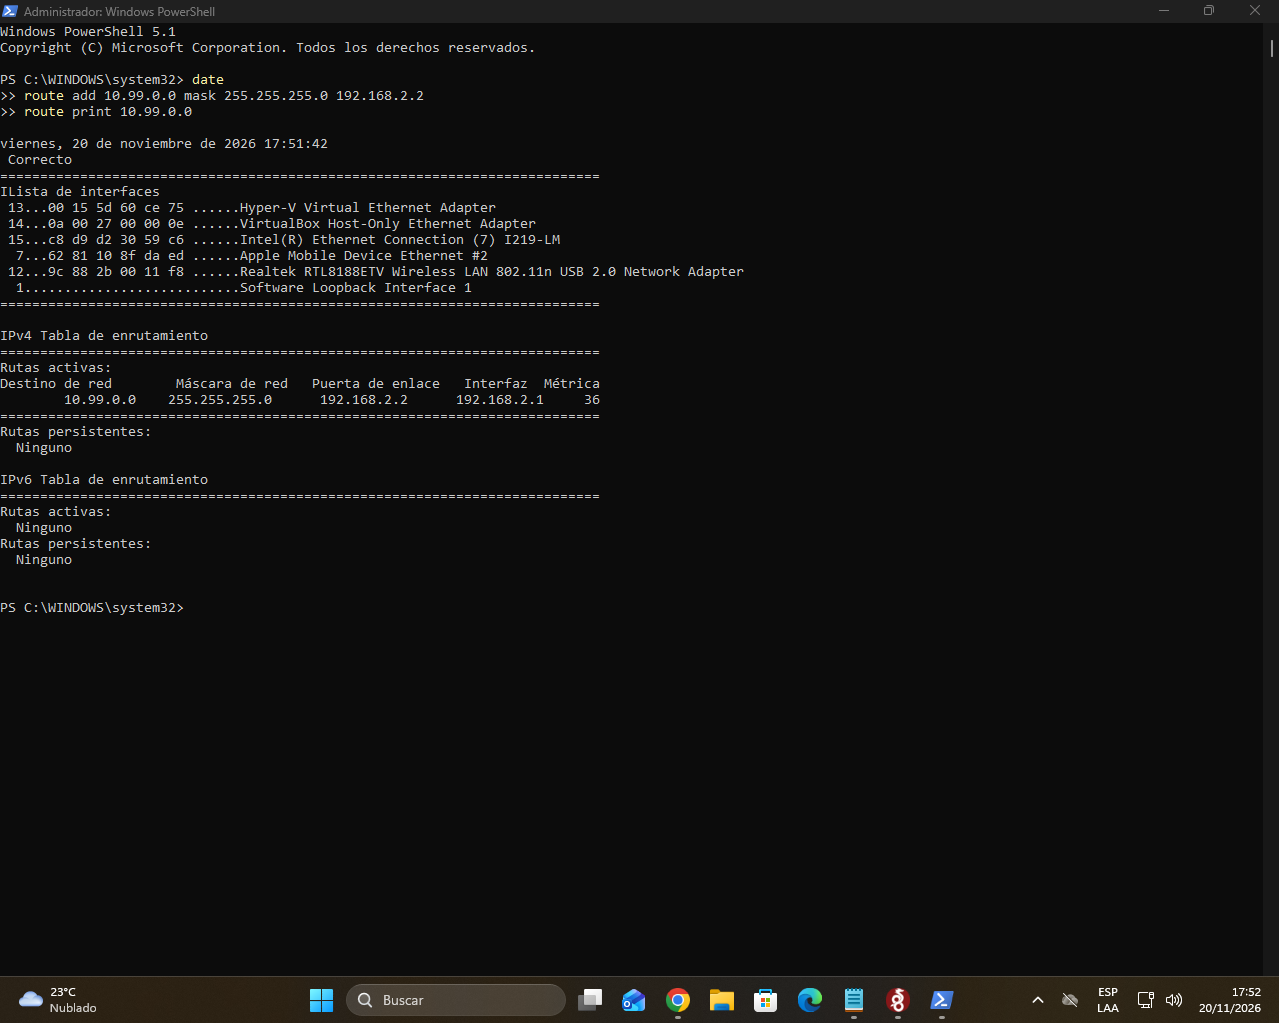 Administrador: Windows PowerShell
Windows PowerShell 5.1
Copyright (C) Microsoft Corporation. Todos los derechos reservados.
PS C:\WINDOWS\system32> date
>> route add 10.99.0.0 mask 255.255.255.0 192.168.2.2
>> route print 10.99.0.0
viernes, 20 de noviembre de 2026 17:51:42
 Correcto
===========================================================================
ILista de interfaces
 13...00 15 5d 60 ce 75 ......Hyper-V Virtual Ethernet Adapter
 14...0a 00 27 00 00 0e ......VirtualBox Host-Only Ethernet Adapter
 15...c8 d9 d2 30 59 c6 ......Intel(R) Ethernet Connection (7) I219-LM
  7...62 81 10 8f da ed ......Apple Mobile Device Ethernet #2
 12...9c 88 2b 00 11 f8 ......Realtek RTL8188ETV Wireless LAN 802.11n USB 2.0 Network Adapter
  1...........................Software Loopback Interface 1
===========================================================================
IPv4 Tabla de enrutamiento
===========================================================================
Rutas activas:
Destino de red        Máscara de red   Puerta de enlace   Interfaz  Métrica
        10.99.0.0    255.255.255.0      192.168.2.2      192.168.2.1     36
===========================================================================
Rutas persistentes:
  Ninguno
IPv6 Tabla de enrutamiento
===========================================================================
Rutas activas:
  Ninguno
Rutas persistentes:
  Ninguno
PS C:\WINDOWS\system32>
23°C
Nublado
Buscar
ESP
LAA
17:52
20/11/2026